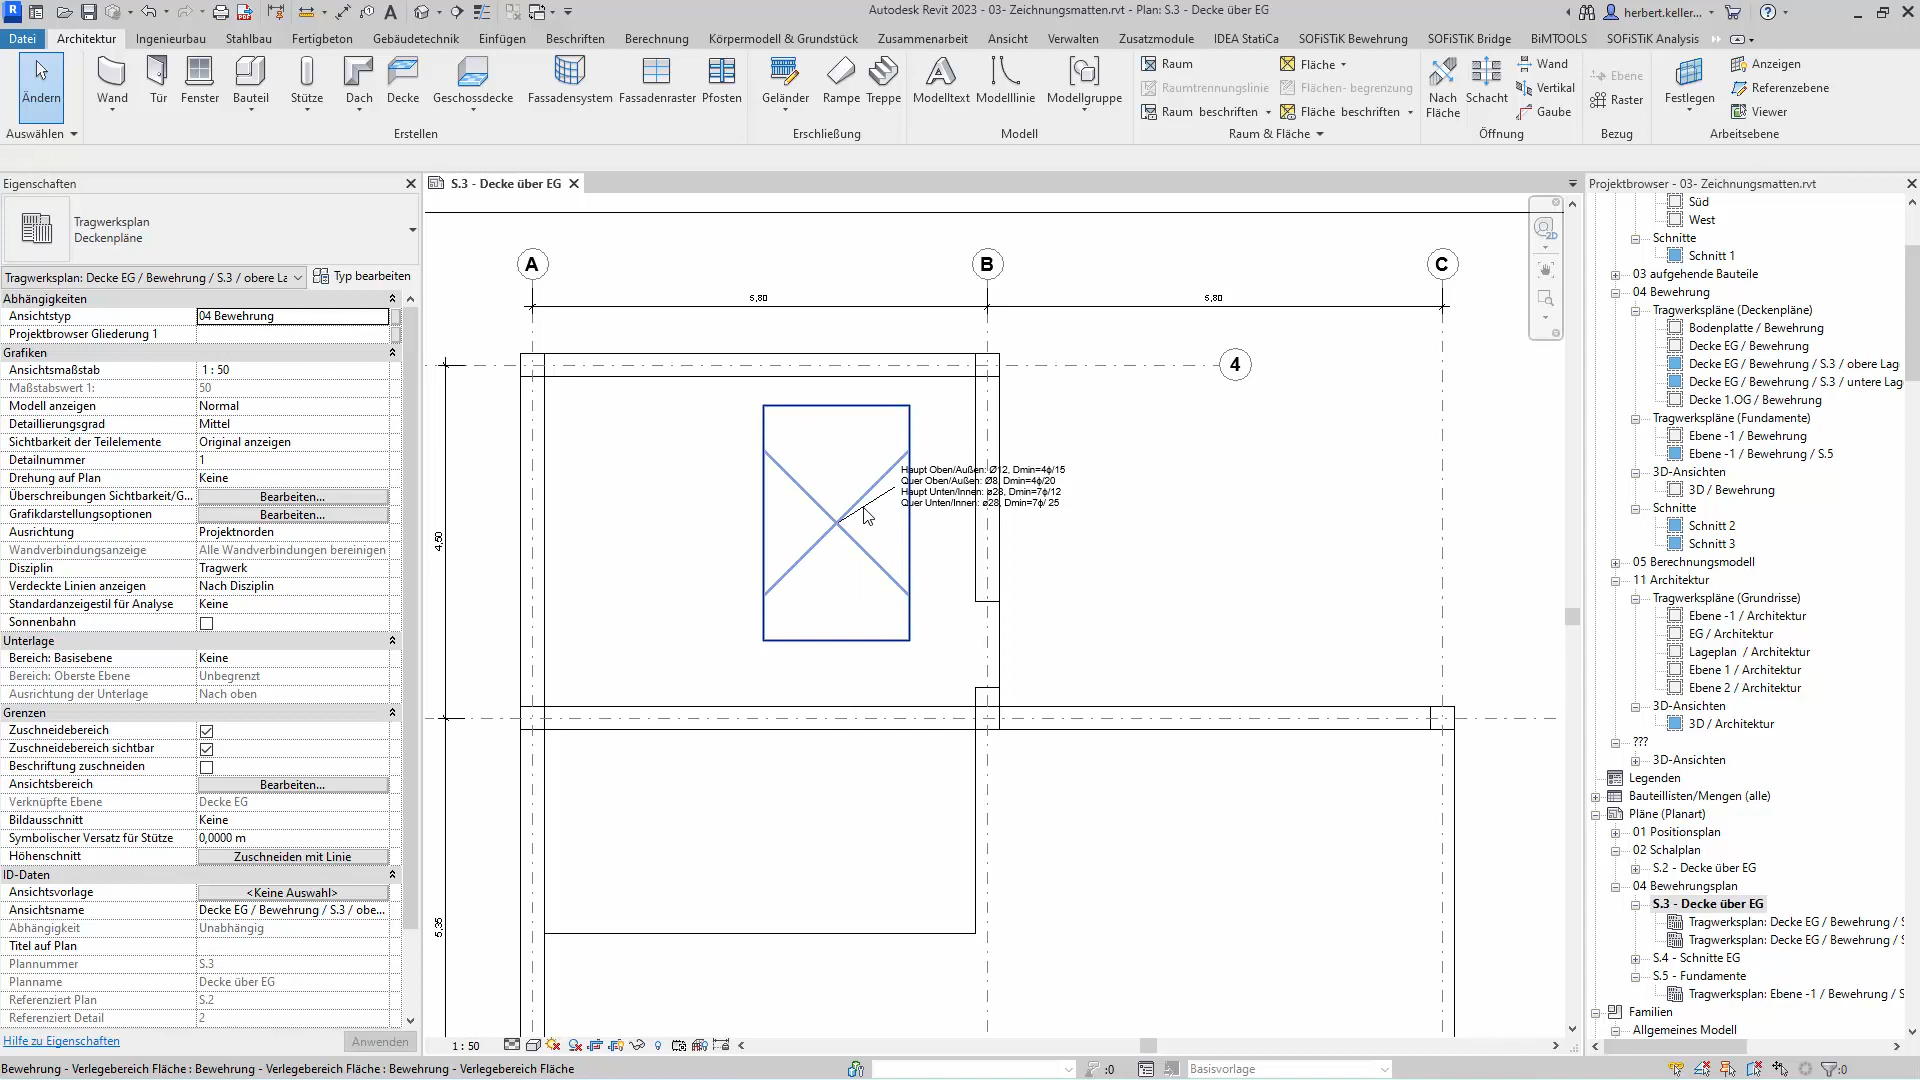 Autodesk Revit 2023 - 03- Zeichnungsmatten.rvt - Plan: S.3 - Decke über EG
herbert.keller...
Datei Architektur Ingenieurbau Stahlbau Fertigbeton Gebäudetechnik Einfügen Beschriften Berechnung Körpermodell & Grundstück Zusammenarbeit Ansicht Verwalten Zusatzmodule IDEA StatiCa SOFiSTiK Bewehrung SOFiSTiK Bridge BiMTOOLS SOFiSTiK Analysis
Ändern Wand Tür Fenster Bauteil Stütze Dach Decke Geschossdecke Fassadensystem Fassadenraster Pfosten Geländer Rampe Treppe Modelltext Modelllinie Modellgruppe
Raum Fläche
Raumtrennungslinie Flächen- begrenzung
Raum beschriften Fläche beschriften
Nach Fläche Schacht Wand Vertikal Gaube
Ebene
Raster
Festlegen Anzeigen Referenzebene Viewer
Auswählen Erstellen Erschließung Modell Raum & Fläche Öffnung Bezug Arbeitsebene
Eigenschaften
Tragwerksplan
Deckenpläne
Tragwerksplan: Decke EG / Bewehrung / S.3 / obere La Typ bearbeiten
Abhängigkeiten
Ansichtstyp 04 Bewehrung
Projektbrowser Gliederung 1
Grafiken
Ansichtsmaßstab 1 : 50
Maßstabswert 1: 50
Modell anzeigen Normal
Detaillierungsgrad Mittel
Sichtbarkeit der Teilelemente Original anzeigen
Detailnummer 1
Drehung auf Plan Keine
Überschreibungen Sichtbarkeit/G... Bearbeiten...
Grafikdarstellungsoptionen Bearbeiten...
Ausrichtung Projektnorden
Wandverbindungsanzeige Alle Wandverbindungen bereinigen
Disziplin Tragwerk
Verdeckte Linien anzeigen Nach Disziplin
Standardanzeigestil für Analyse Keine
Sonnenbahn
Unterlage
Bereich: Basisebene Keine
Bereich: Oberste Ebene Unbegrenzt
Ausrichtung der Unterlage Nach oben
Grenzen
Zuschneidebereich
Zuschneidebereich sichtbar
Beschriftung zuschneiden
Ansichtsbereich Bearbeiten...
Verknüpfte Ebene Decke EG
Bildausschnitt Keine
Symbolischer Versatz für Stütze 0,0000 m
Höhenschnitt Zuschneiden mit Linie
ID-Daten
Ansichtsvorlage <Keine Auswahl>
Ansichtsname Decke EG / Bewehrung / S.3 / obe...
Abhängigkeit Unabhängig
Titel auf Plan
Plannummer S.3
Planname Decke über EG
Referenziert Plan S.2
Referenziert Detail 2
Hilfe zu Eigenschaften Anwenden
S.3 - Decke über EG
A B C
5,80 5,80
4
Haupt Oben/Außen: Ø12, Dmin=4ϕ/15
Quer Oben/Außen: Ø8, Dmin=4ϕ/20
Haupt Unten/Innen: ø28, Dmin=7ϕ/12
Quer Unten/Innen: ø28, Dmin=7ϕ/ 25
4,50
5,35
2D
1 : 50
Projektbrowser - 03- Zeichnungsmatten.rvt
Süd
West
Schnitte
Schnitt 1
03 aufgehende Bauteile
04 Bewehrung
Tragwerkspläne (Deckenpläne)
Bodenplatte / Bewehrung
Decke EG / Bewehrung
Decke EG / Bewehrung / S.3 / obere Lag
Decke EG / Bewehrung / S.3 / untere Lag
Decke 1.OG / Bewehrung
Tragwerkspläne (Fundamente)
Ebene -1 / Bewehrung
Ebene -1 / Bewehrung / S.5
3D-Ansichten
3D / Bewehrung
Schnitte
Schnitt 2
Schnitt 3
05 Berechnungsmodell
11 Architektur
Tragwerkspläne (Grundrisse)
Ebene -1 / Architektur
EG / Architektur
Lageplan / Architektur
Ebene 1 / Architektur
Ebene 2 / Architektur
3D-Ansichten
3D / Architektur
???
3D-Ansichten
Legenden
Bauteillisten/Mengen (alle)
Pläne (Planart)
01 Positionsplan
02 Schalplan
S.2 - Decke über EG
04 Bewehrungsplan
S.3 - Decke über EG
Tragwerksplan: Decke EG / Bewehrung / S
Tragwerksplan: Decke EG / Bewehrung / S
S.4 - Schnitte EG
S.5 - Fundamente
Tragwerksplan: Ebene -1 / Bewehrung / S
Familien
Allgemeines Modell
Bewehrung - Verlegebereich Fläche : Bewehrung - Verlegebereich Fläche : Bewehrung - Verlegebereich Fläche
:0 Basisvorlage :0